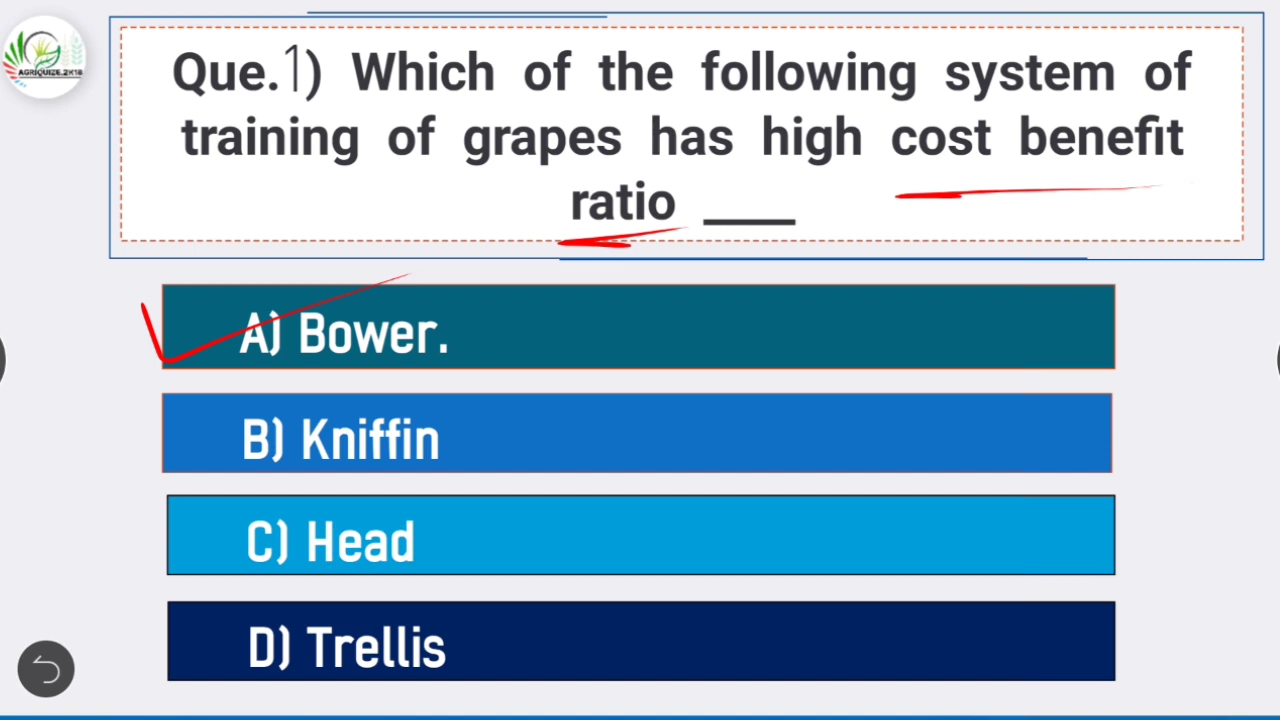 AGRIQUIZE.2K18
Que.1) Which of the following system of
training of grapes has high cost benefit
ratio ____
A) Bower.
B) Kniffin
C) Head
D) Trellis